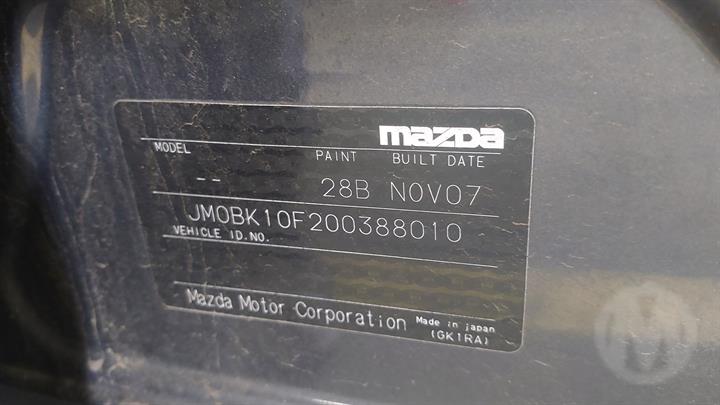 mazda
MODEL PAINT BUILT DATE
-- 28B NOV07
JM0BK10F200388010
VEHICLE ID.NO.
Mazda Motor Corporation Made in japan
(GK1RA)
M